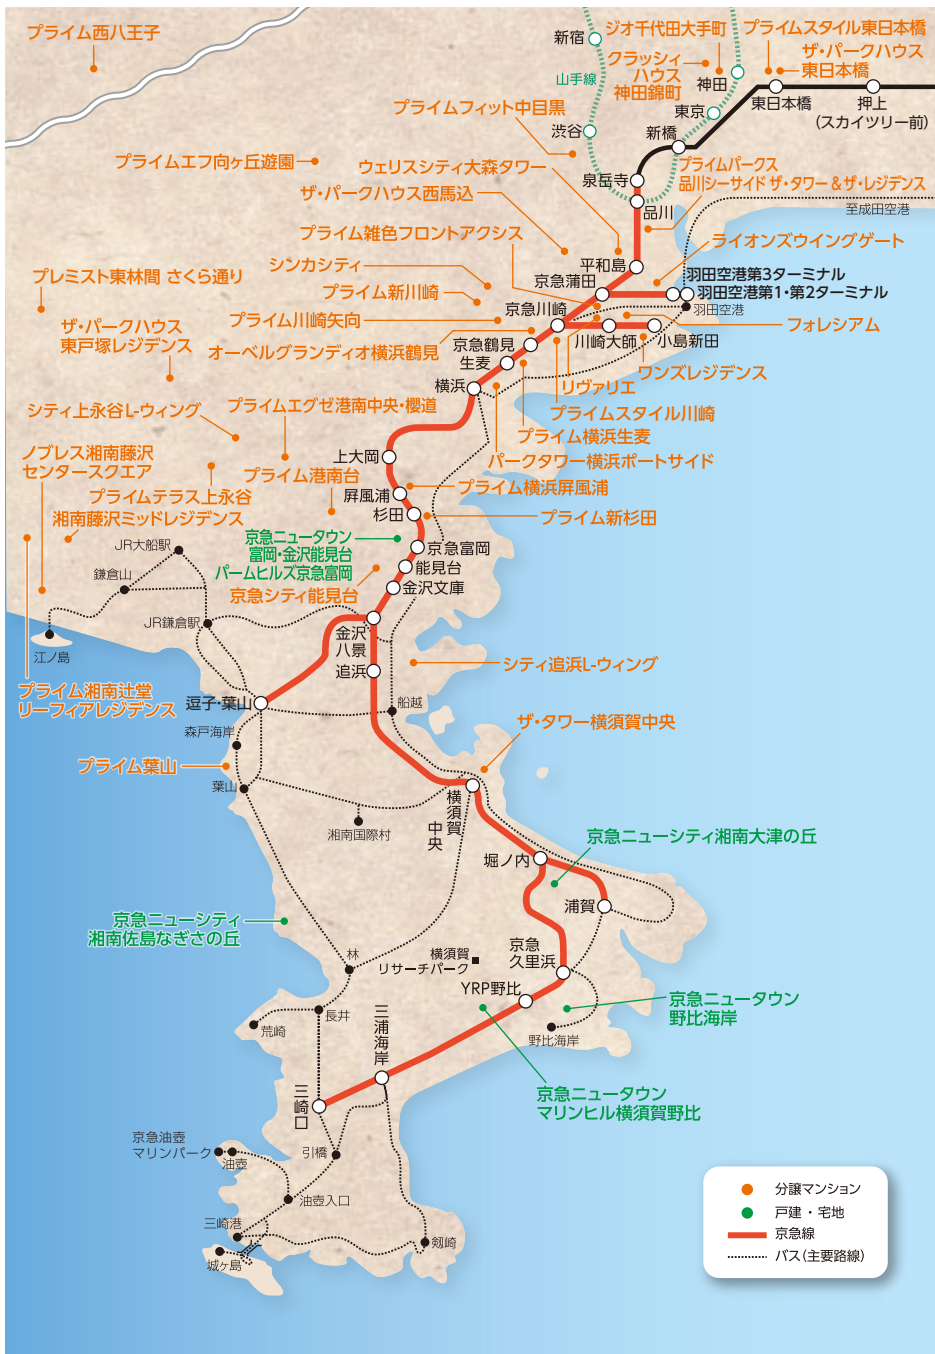 プライム西八王子
新宿
ジオ千代田大手町
プライムスタイル東日本橋
ザ・パークハウス
東日本橋
クラッシィ
ハウス
神田錦町
山手線
神田
東京
東日本橋
押上
(スカイツリー前)
プライムフィット中目黒
渋谷
新橋
プライムエフ向ヶ丘遊園
ウェリスシティ大森タワー
泉岳寺
プライムパークス
品川シーサイド ザ・タワー&ザ・レジデンス
ザ・パークハウス西馬込
品川
至成田空港
プライム雑色フロントアクシス
ライオンズウイングゲート
シンカシティ
平和島
京急蒲田
羽田空港第3ターミナル
羽田空港第1・第2ターミナル
羽田空港
プレミスト東林間 さくら通り
プライム新川崎
京急川崎
プライム川崎矢向
フォレシアム
ザ・パークハウス
東戸塚レジデンス
オーベルグランディオ横浜鶴見
京急鶴見
川崎大師
小島新田
生麦
ワンズレジデンス
横浜
リヴァリエ
シティ上永谷L-ウィング
プライムエグゼ港南中央・櫻道
プライムスタイル川崎
プライム横浜生麦
ノブレス湘南藤沢
センタースクエア
上大岡
パークタワー横浜ポートサイド
プライム港南台
プライムテラス上永谷
屏風浦
プライム横浜屏風浦
湘南藤沢ミッドレジデンス
杉田
プライム新杉田
JR大船駅
京急ニュータウン
富岡・金沢能見台
パームヒルズ京急富岡
京急富岡
能見台
鎌倉山
京急シティ能見台
金沢文庫
JR鎌倉駅
金沢
八景
江ノ島
追浜
シティ追浜L-ウィング
プライム湘南辻堂
リーフィアレジデンス
逗子・葉山
船越
森戸海岸
ザ・タワー横須賀中央
プライム葉山
葉山
横須賀
中央
湘南国際村
堀ノ内
京急ニューシティ湘南大津の丘
浦賀
京急ニューシティ
湘南佐島なぎさの丘
京急
久里浜
林
横須賀
リサーチパーク
YRP野比
京急ニュータウン
野比海岸
長井
三浦海岸
荒崎
野比海岸
京急ニュータウン
マリンヒル横須賀野比
三崎口
京急油壺
マリンパーク
油壺
引橋
油壺入口
三崎港
剱崎
城ヶ島
分譲マンション
戸建・宅地
京急線
バス(主要路線)